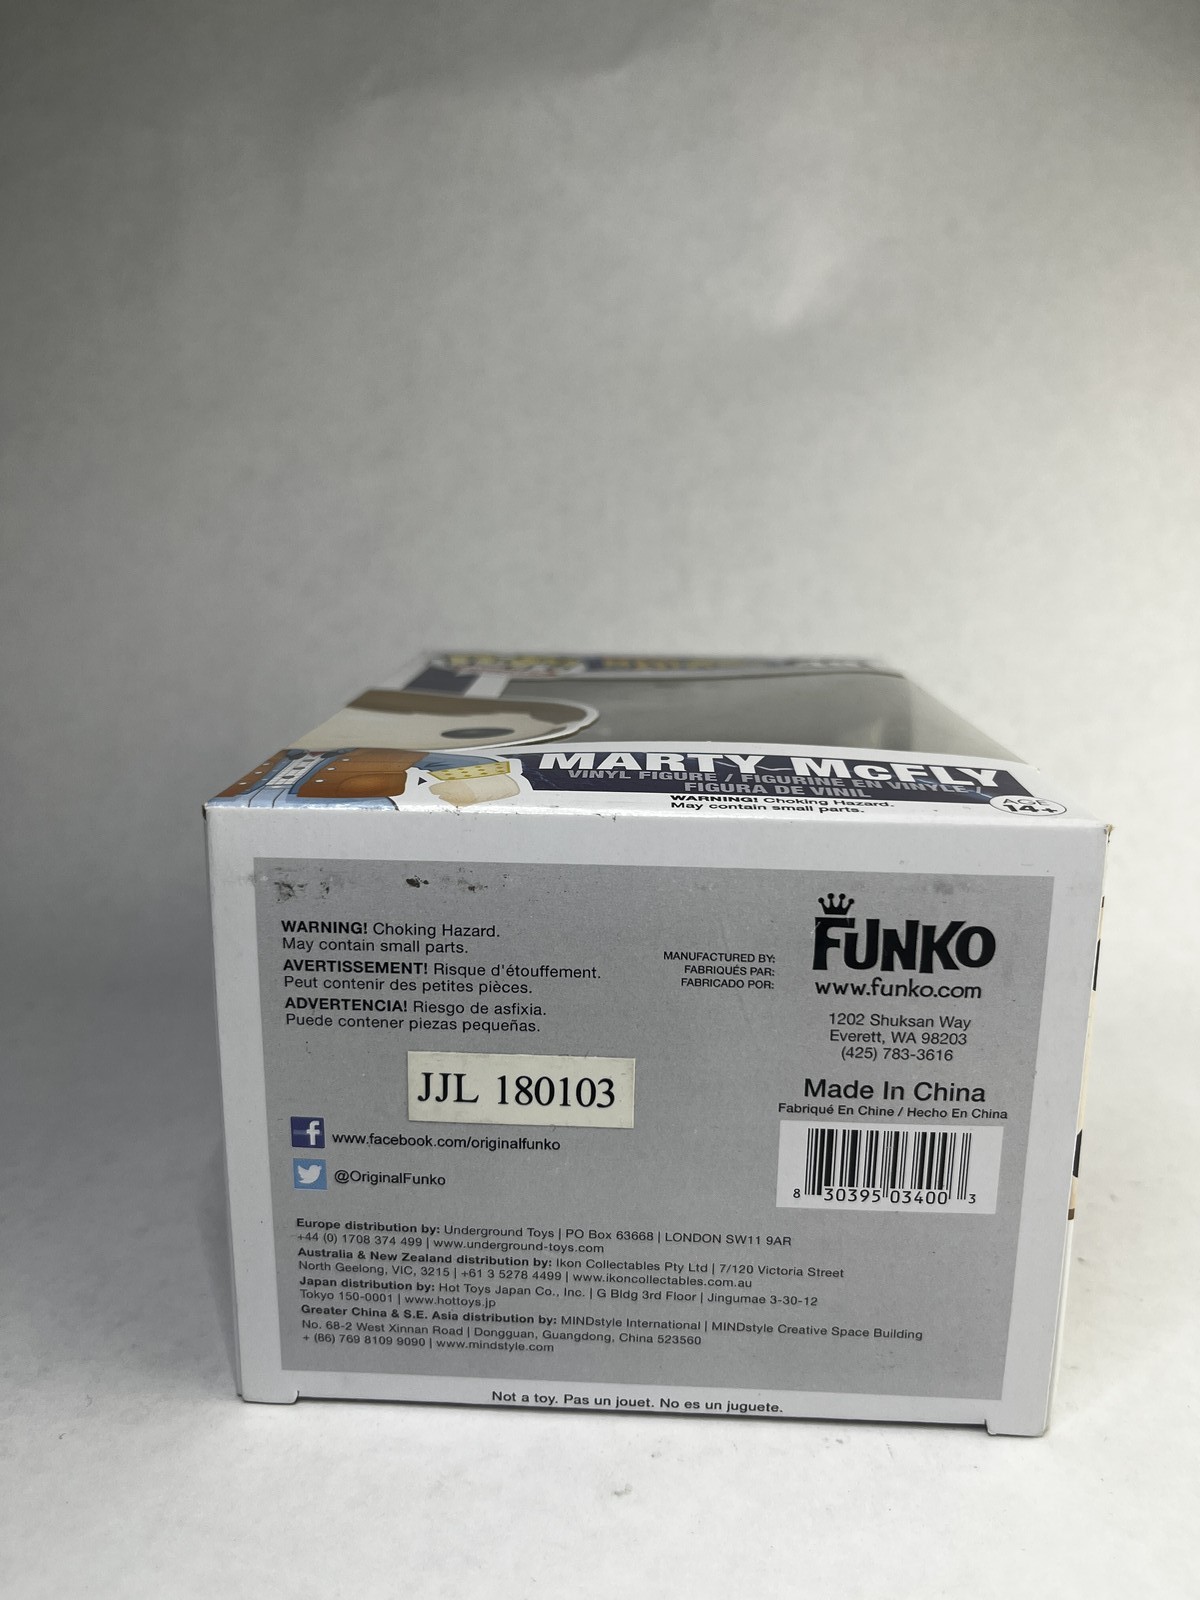 MARTY McFLY
VINYL FIGURE / FIGURINE EN VINYLE /
FIGURA DE VINIL
WARNING! Choking Hazard.
May contain small parts.
AGE
14+
WARNING! Choking Hazard.
May contain small parts.
AVERTISSEMENT! Risque d'étouffement.
Peut contenir des petites pièces.
ADVERTENCIA! Riesgo de asfixia.
Puede contener piezas pequeñas.
MANUFACTURED BY:
FABRIQUÉS PAR:
FABRICADO POR:
FUNKO
www.funko.com
1202 Shuksan Way
Everett, WA 98203
(425) 783-3616
JJL 180103
Made In China
Fabriqué En Chine / Hecho En China
8 30395 03400 3
f www.facebook.com/originalfunko
@OriginalFunko
Europe distribution by: Underground Toys | PO Box 63668 | LONDON SW11 9AR
+44 (0) 1708 374 499 | www.underground-toys.com
Australia & New Zealand distribution by: Ikon Collectables Pty Ltd | 7/120 Victoria Street
North Geelong, VIC, 3215 | +61 3 5278 4499 | www.ikoncollectables.com.au
Japan distribution by: Hot Toys Japan Co., Inc. | G Bldg 3rd Floor | Jingumae 3-30-12
Tokyo 150-0001 | www.hottoys.jp
Greater China & S.E. Asia distribution by: MINDstyle International | MINDstyle Creative Space Building
No. 68-2 West Xinnan Road | Dongguan, Guangdong, China 523560
+ (86) 769 8109 9090 | www.mindstyle.com
Not a toy. Pas un jouet. No es un juguete.